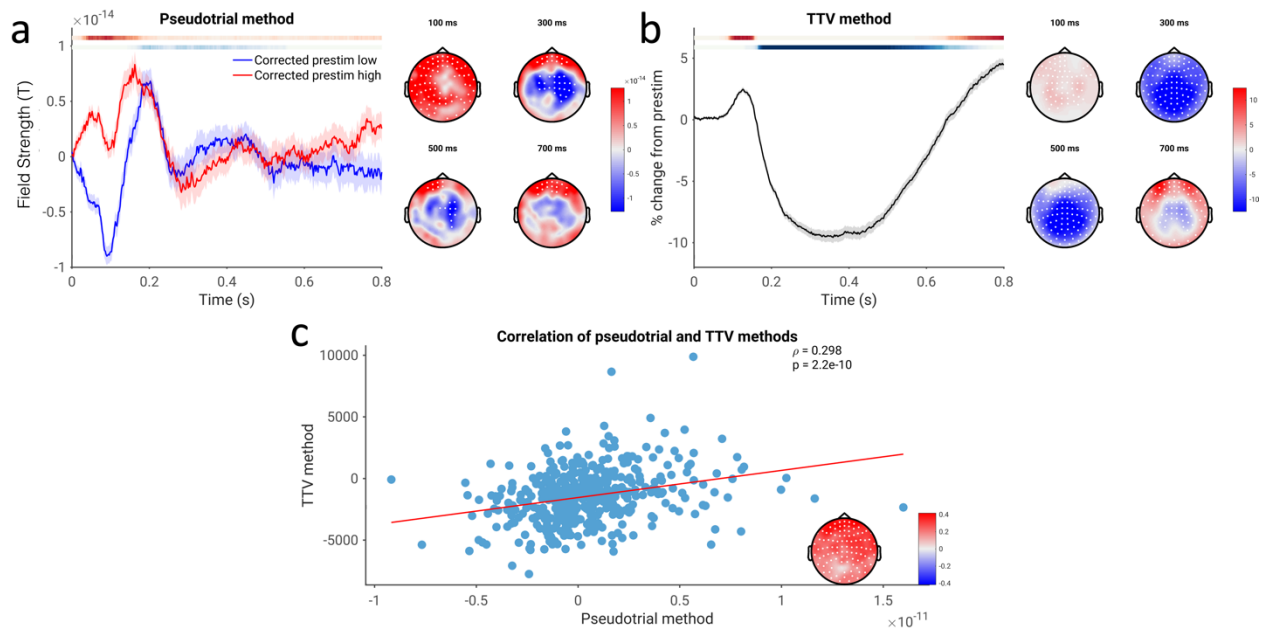 a
×10⁻¹⁴
Pseudotrial method
1
0.5
0
-0.5
-1
Field Strength (T)
Corrected prestim low
Corrected prestim high
0
0.2
0.4
0.6
0.8
Time (s)
100 ms
300 ms
500 ms
700 ms
×10⁻¹⁴
1
0.5
0
-0.5
-1
b
TTV method
5
0
-5
-10
% change from prestim
0
0.2
0.4
0.6
0.8
Time (s)
100 ms
300 ms
500 ms
700 ms
10
5
0
-5
-10
c
Correlation of pseudotrial and TTV methods
ρ = 0.298
p = 2.2e-10
10000
5000
0
-5000
TTV method
-1
-0.5
0
0.5
1
1.5
×10⁻¹¹
Pseudotrial method
0.4
0.2
0
-0.2
-0.4